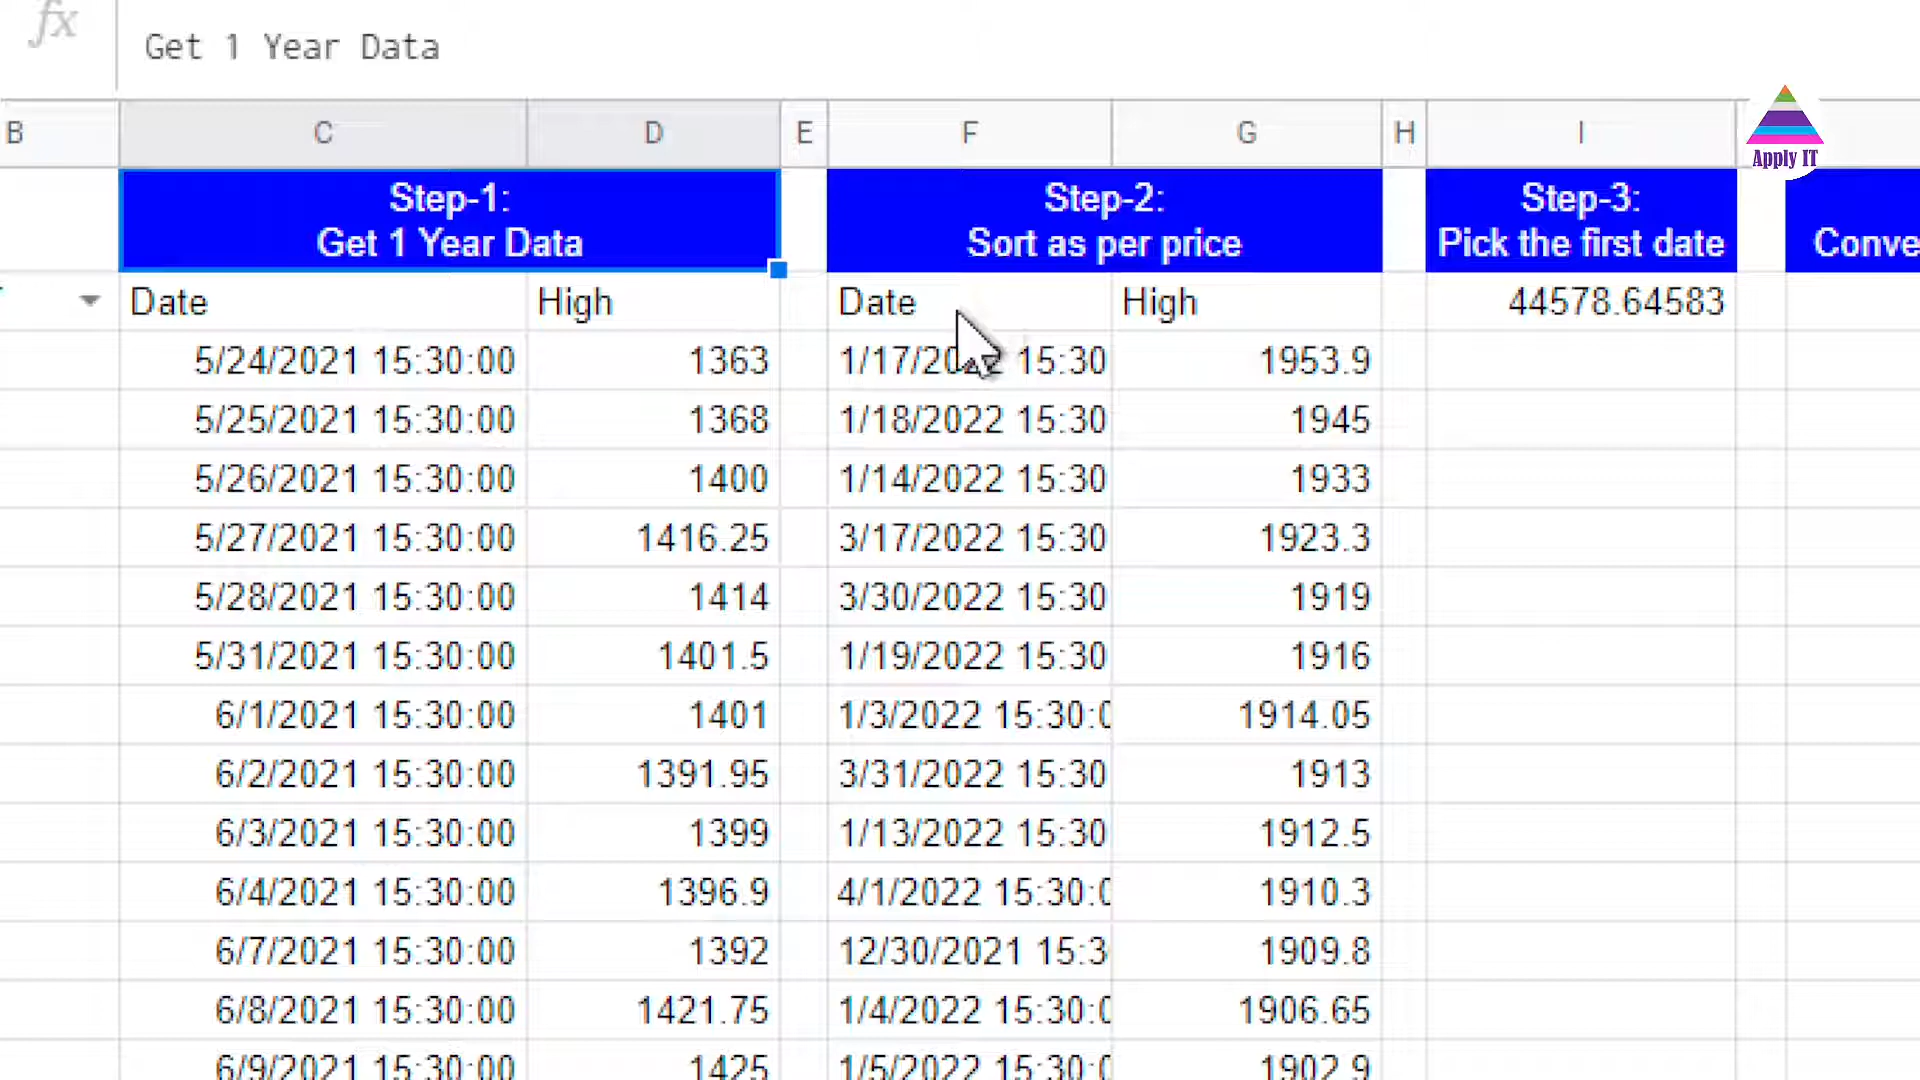 fx Get 1 Year Data
B C D E F G H I
Apply IT
Step-1:
Get 1 Year Data
Step-2:
Sort as per price
Step-3:
Pick the first date
Conve
Date High Date High 44578.64583
5/24/2021 15:30:00 1363 1/17/2022 15:30 1953.9
5/25/2021 15:30:00 1368 1/18/2022 15:30 1945
5/26/2021 15:30:00 1400 1/14/2022 15:30 1933
5/27/2021 15:30:00 1416.25 3/17/2022 15:30 1923.3
5/28/2021 15:30:00 1414 3/30/2022 15:30 1919
5/31/2021 15:30:00 1401.5 1/19/2022 15:30 1916
6/1/2021 15:30:00 1401 1/3/2022 15:30:0 1914.05
6/2/2021 15:30:00 1391.95 3/31/2022 15:30 1913
6/3/2021 15:30:00 1399 1/13/2022 15:30 1912.5
6/4/2021 15:30:00 1396.9 4/1/2022 15:30:0 1910.3
6/7/2021 15:30:00 1392 12/30/2021 15:3 1909.8
6/8/2021 15:30:00 1421.75 1/4/2022 15:30:0 1906.65
6/9/2021 15:30:00 1425 1/5/2022 15:30:0 1902.9